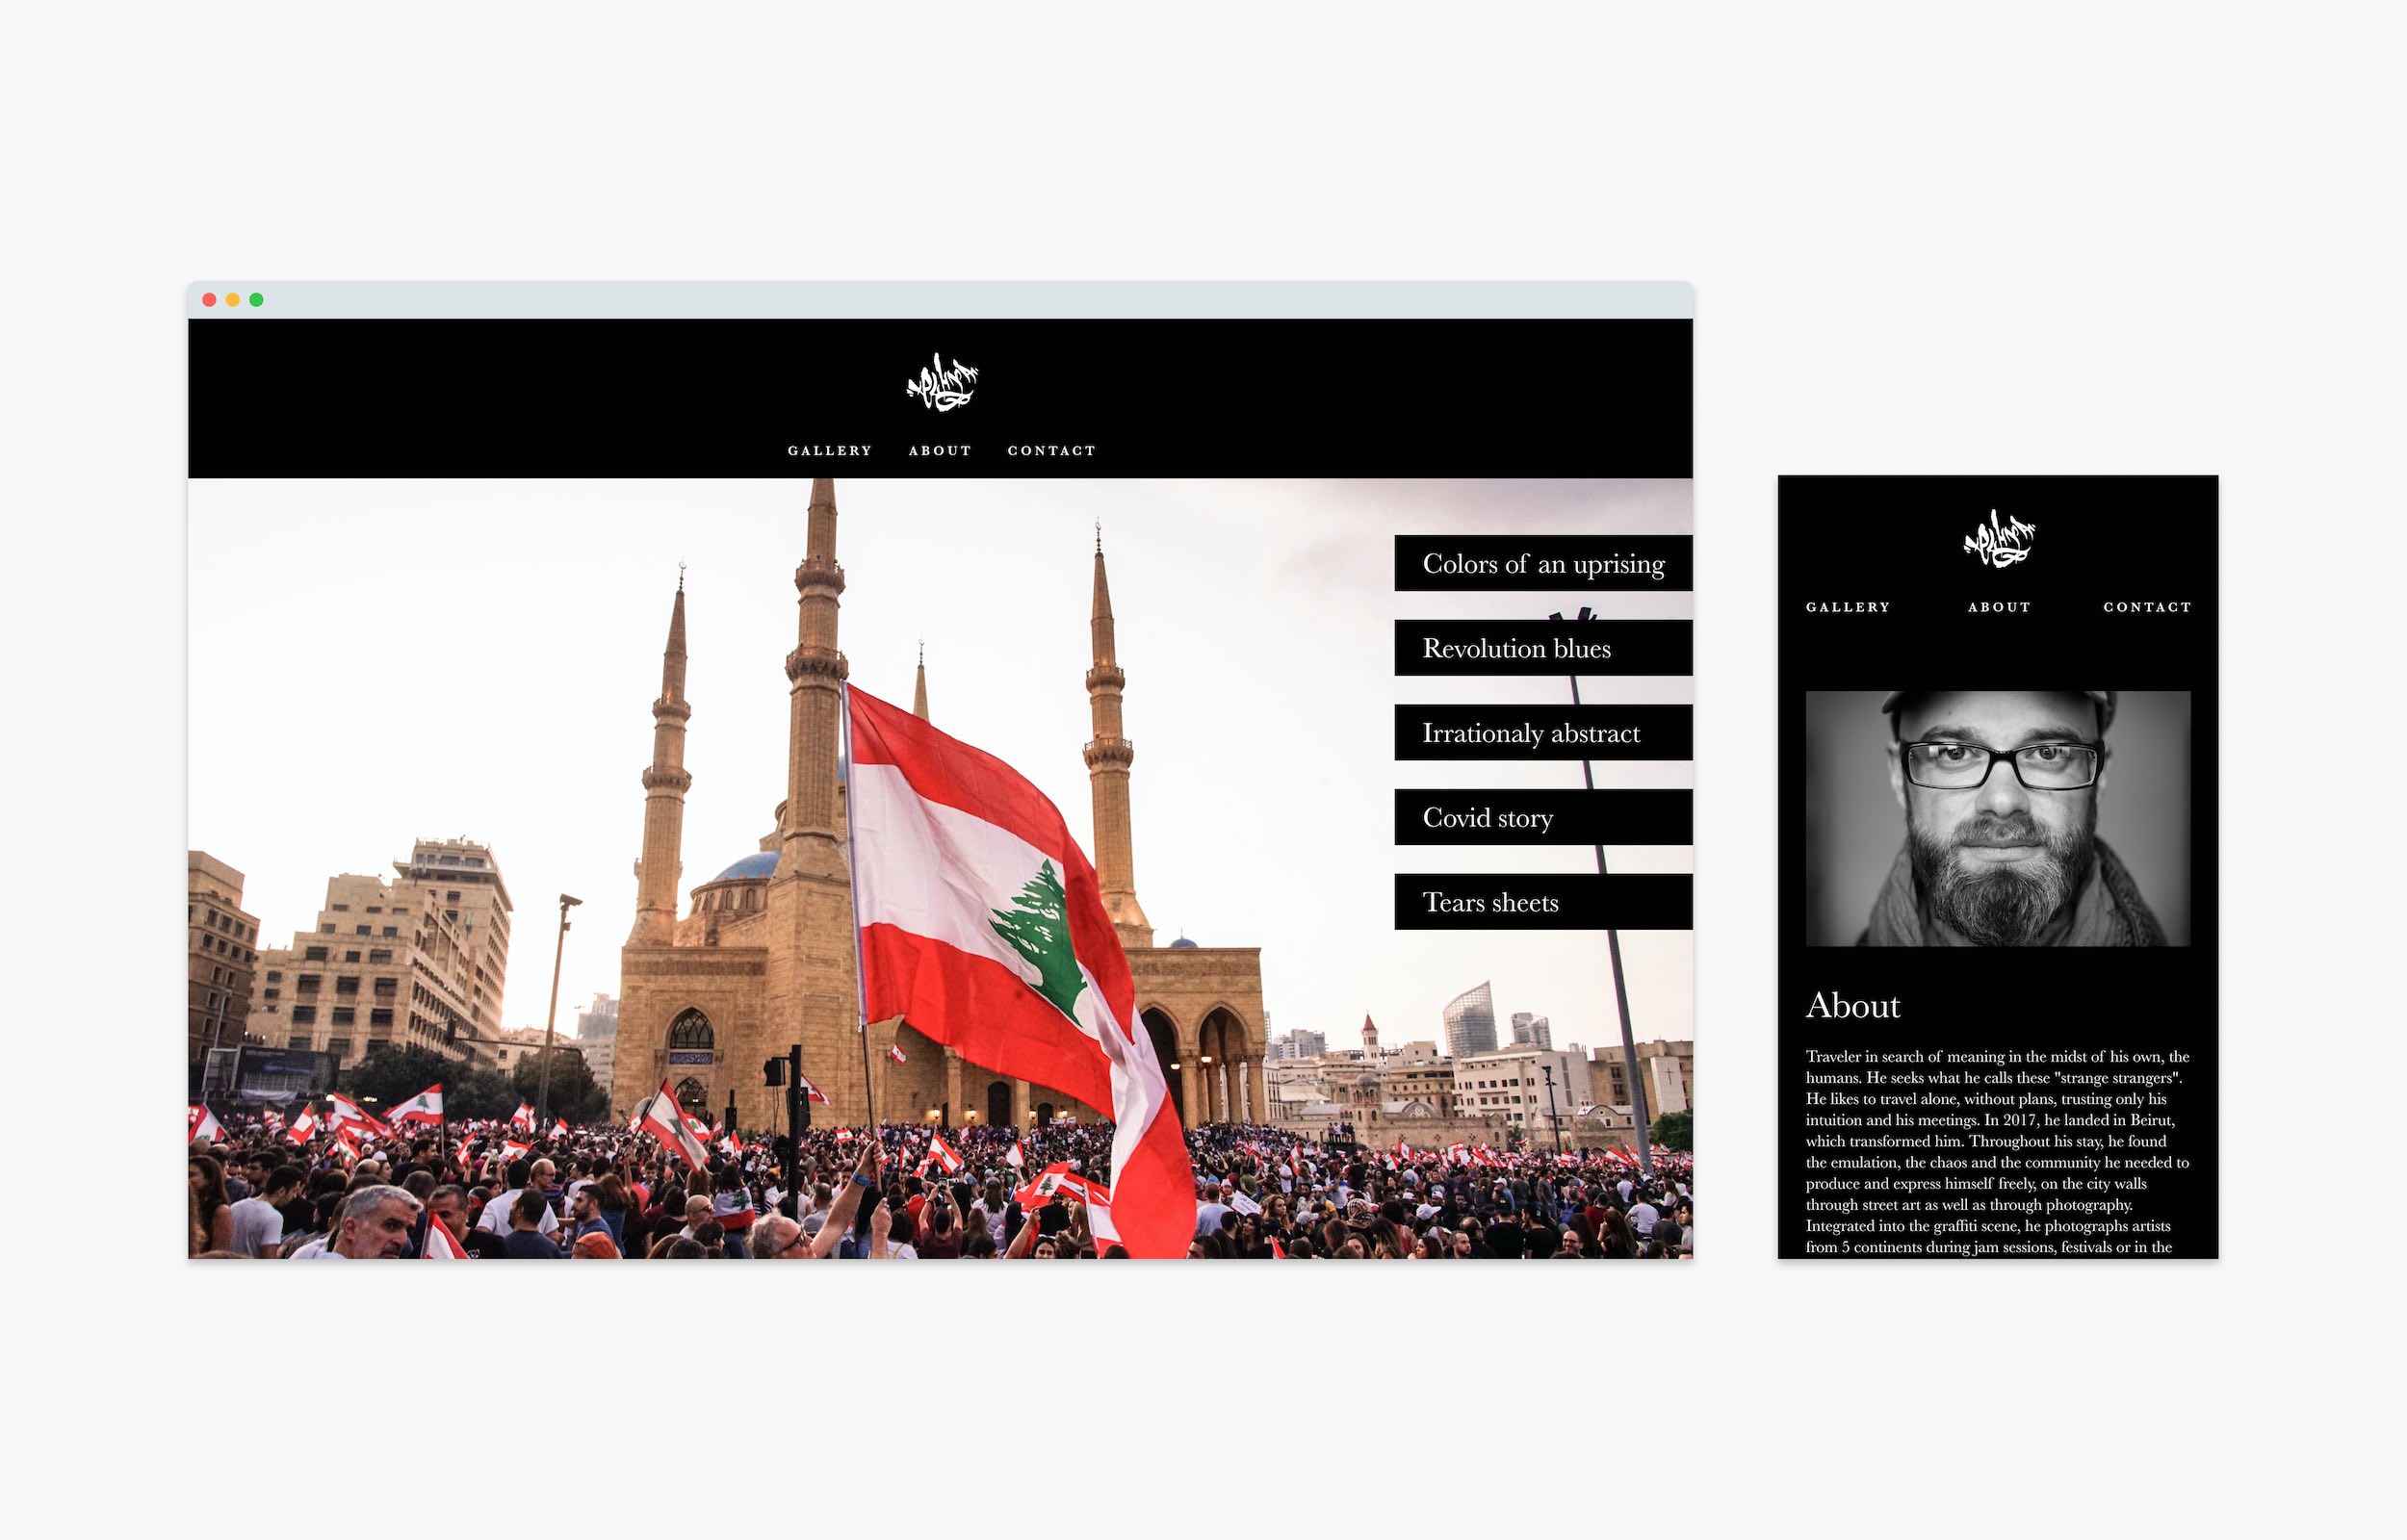 GALLERY ABOUT CONTACT
Colors of an uprising
Revolution blues
Irrationaly abstract
Covid story
Tears sheets
GALLERY ABOUT CONTACT
About
Traveler in search of meaning in the midst of his own, the
humans. He seeks what he calls these "strange strangers".
He likes to travel alone, without plans, trusting only his
intuition and his meetings. In 2017, he landed in Beirut,
which transformed him. Throughout his stay, he found
the emulation, the chaos and the community he needed to
produce and express himself freely, on the city walls
through street art as well as through photography.
Integrated into the graffiti scene, he photographs artists
from 5 continents during jam sessions, festivals or in the